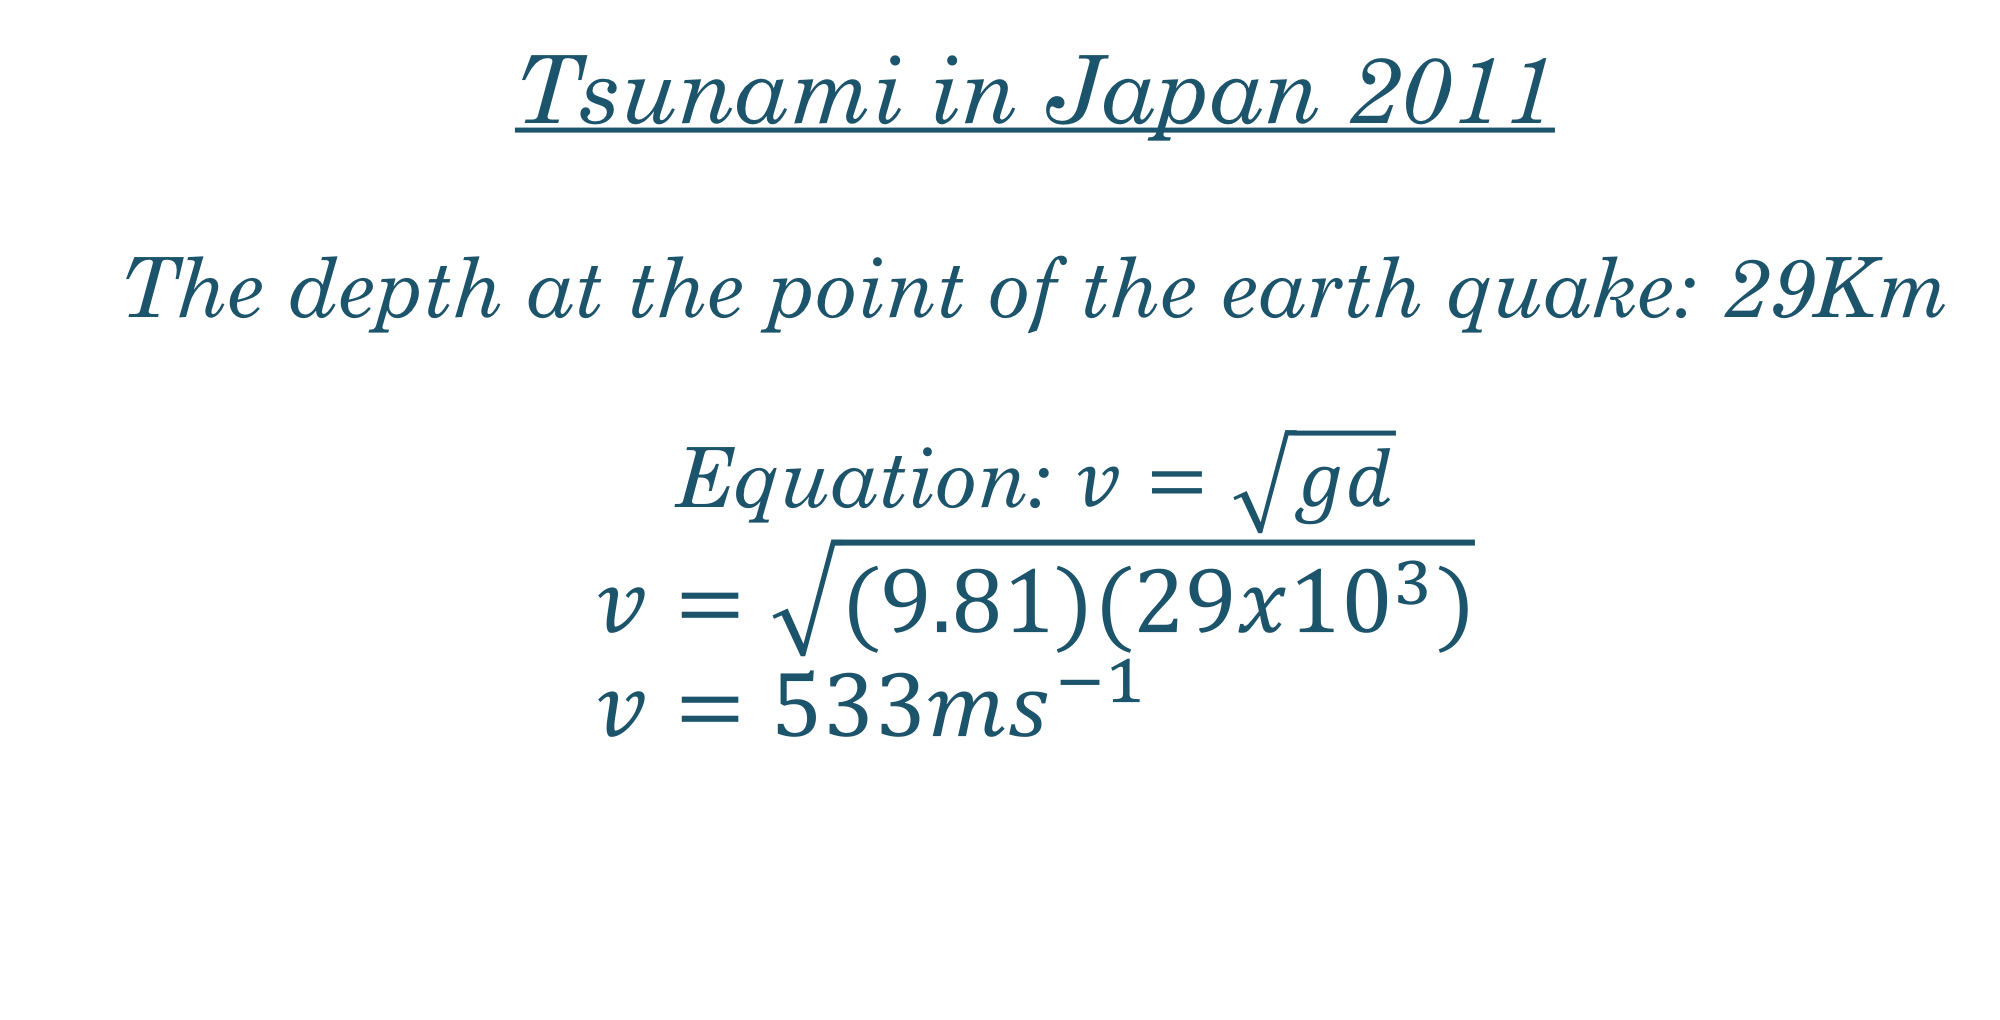 Tsunami in Japan 2011
The depth at the point of the earth quake: 29Km
Equation: v = √gd
v = √(9.81)(29x10³)
v = 533ms⁻¹